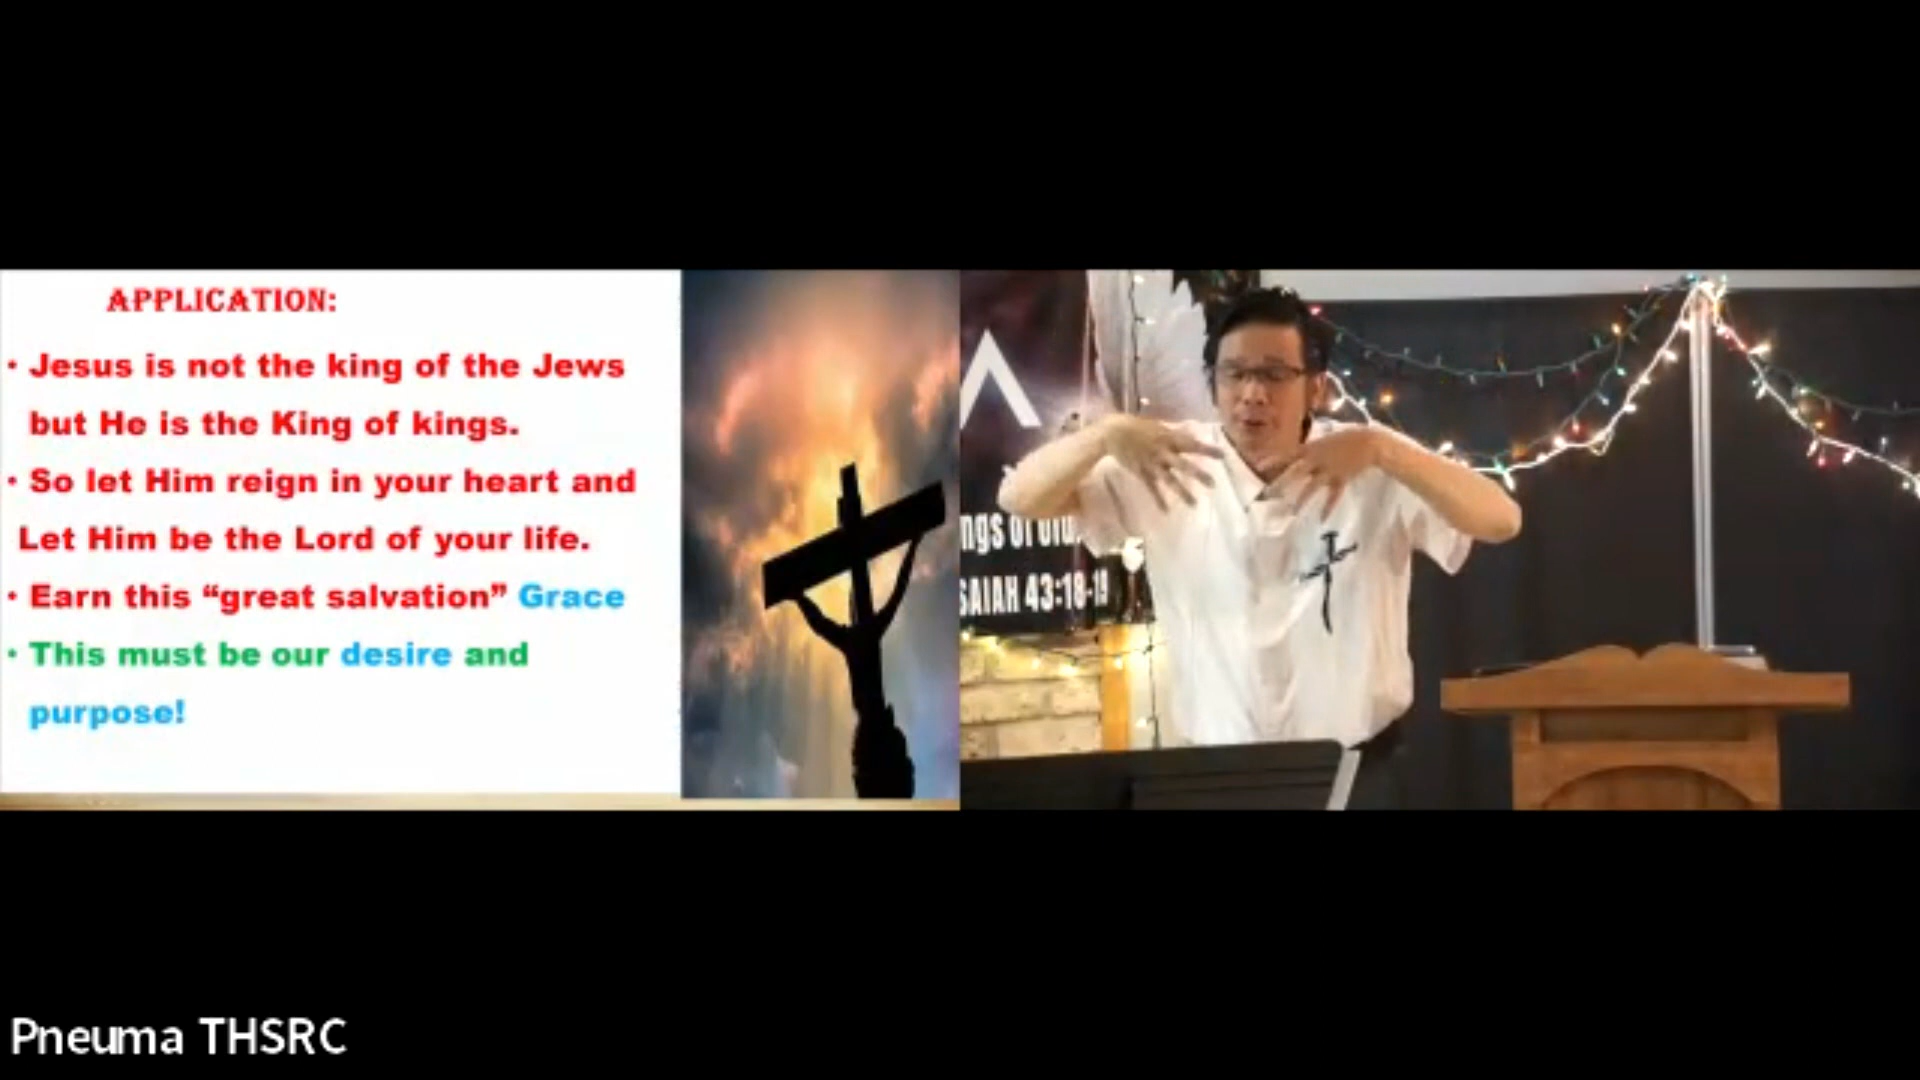 APPLICATION:
• Jesus is not the king of the Jews
but He is the King of kings.
• So let Him reign in your heart and
Let Him be the Lord of your life.
• Earn this “great salvation” Grace
• This must be our desire and
purpose!
of
43:18-19
Pneuma THSRC